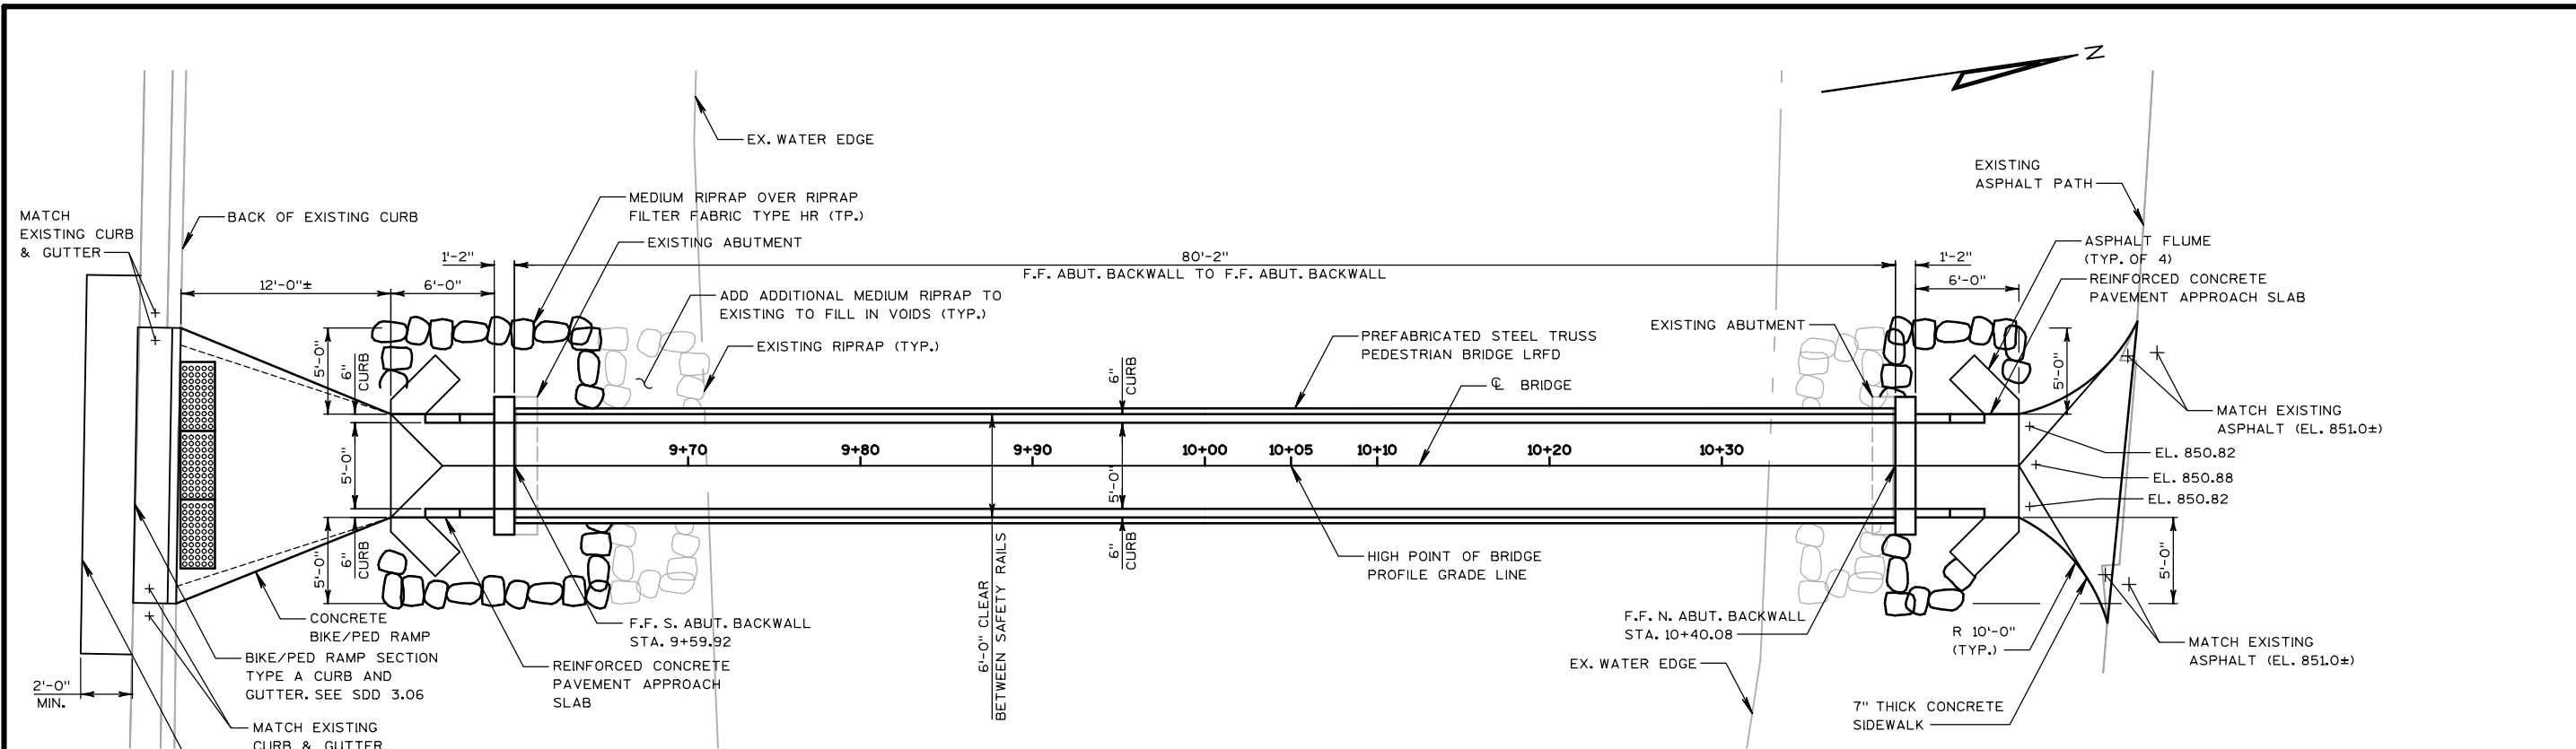 N
EX. WATER EDGE
EXISTING
ASPHALT PATH
MEDIUM RIPRAP OVER RIPRAP
FILTER FABRIC TYPE HR (TP.)
MATCH
EXISTING CURB
& GUTTER
BACK OF EXISTING CURB
EXISTING ABUTMENT
1'-2"
80'-2"
F.F. ABUT. BACKWALL TO F.F. ABUT. BACKWALL
1'-2"
ASPHALT FLUME
(TYP. OF 4)
12'-0"±
6'-0"
6'-0"
REINFORCED CONCRETE
PAVEMENT APPROACH SLAB
ADD ADDITIONAL MEDIUM RIPRAP TO
EXISTING TO FILL IN VOIDS (TYP.)
EXISTING RIPRAP (TYP.)
PREFABRICATED STEEL TRUSS
PEDESTRIAN BRIDGE LRFD
EXISTING ABUTMENT
5'-0"
6"
CURB
6"
CURB
5'-0"
℄ BRIDGE
MATCH EXISTING
ASPHALT (EL. 851.0±)
9+70
9+80
9+90
10+00
10+05
10+10
10+20
10+30
EL. 850.82
EL. 850.88
EL. 850.82
5'-0"
5'-0"
5'-0"
6"
CURB
6"
CURB
5'-0"
6'-0" CLEAR
BETWEEN SAFETY RAILS
HIGH POINT OF BRIDGE
PROFILE GRADE LINE
CONCRETE
BIKE/PED RAMP
F.F. S. ABUT. BACKWALL
STA. 9+59.92
F.F. N. ABUT. BACKWALL
STA. 10+40.08
R 10'-0"
(TYP.)
MATCH EXISTING
ASPHALT (EL. 851.0±)
BIKE/PED RAMP SECTION
TYPE A CURB AND
GUTTER. SEE SDD 3.06
REINFORCED CONCRETE
PAVEMENT APPROACH
SLAB
EX. WATER EDGE
2'-0"
MIN.
7" THICK CONCRETE
SIDEWALK
MATCH EXISTING
CURB & GUTTER